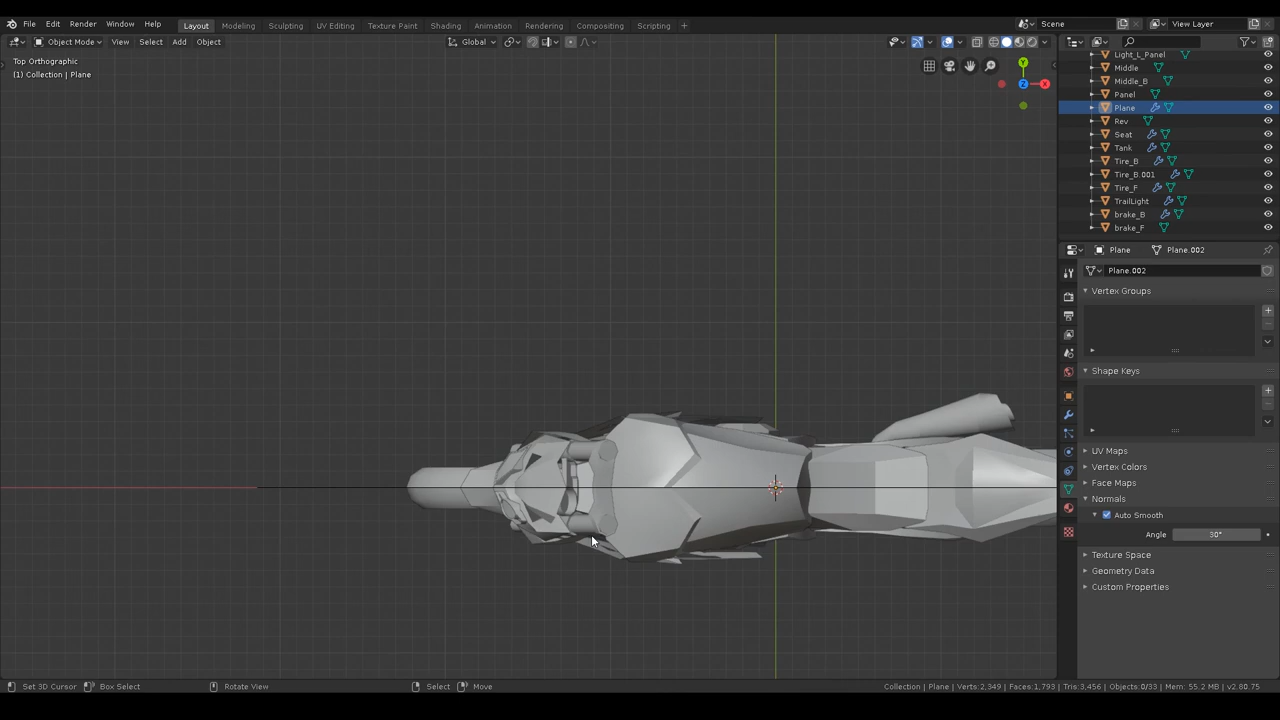 File Edit Render Window Help Layout Modeling Sculpting UV Editing Texture Paint Shading Animation Rendering Compositing Scripting + Scene View Layer
Object Mode View Select Add Object Global
Top Orthographic
(1) Collection | Plane
Y
Z X
Light_L_Panel
Middle
Middle_B
Panel
Plane
Rev
Seat
Tank
Tire_B
Tire_B.001
Tire_F
TrailLight
brake_B
brake_F
Plane Plane.002
Plane.002
Vertex Groups
Shape Keys
UV Maps
Vertex Colors
Face Maps
Normals
Auto Smooth
Angle 30°
Texture Space
Geometry Data
Custom Properties
Set 3D Cursor Box Select Rotate View Select Move Collection | Plane | Verts:2,349 | Faces:1,793 | Tris:3,456 | Objects:0/33 | Mem: 55.2 MB | v2.80.75